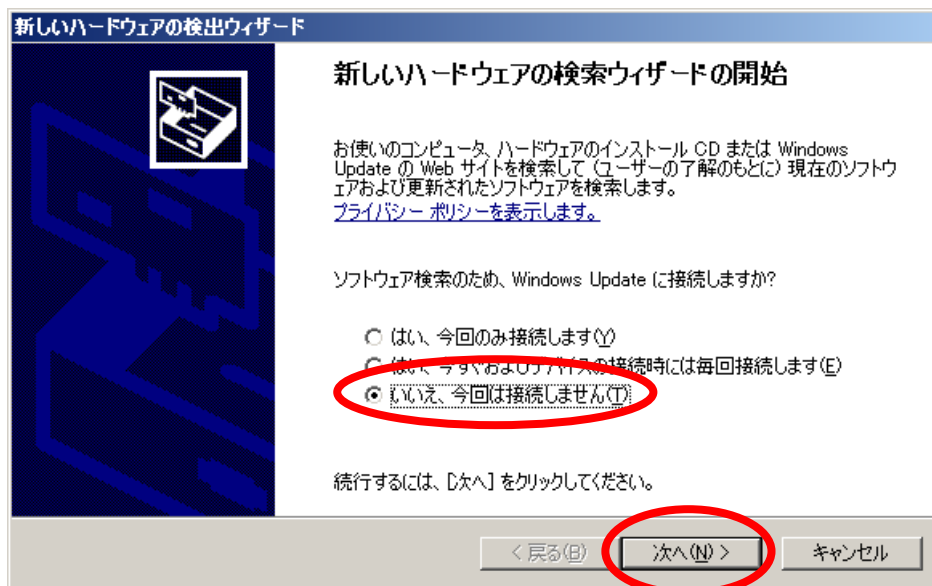 新しいハードウェアの検出ウィザード
新しいハードウェアの検索ウィザードの開始
お使いのコンピュータ、ハードウェアのインストール CD または Windows
Update の Web サイトを検索して （ユーザーの了解のもとに） 現在のソフトウ
ェアおよび更新されたソフトウェアを検索します。
プライバシー ポリシーを表示します。
ソフトウェア検索のため、Windows Update に接続しますか?
はい、今回のみ接続します(Y)
はい、今すぐおよびデバイスの接続時には毎回接続します(E)
いいえ、今回は接続しません(T)
続行するには、[次へ] をクリックしてください。
< 戻る(B) 次へ(N) > キャンセル